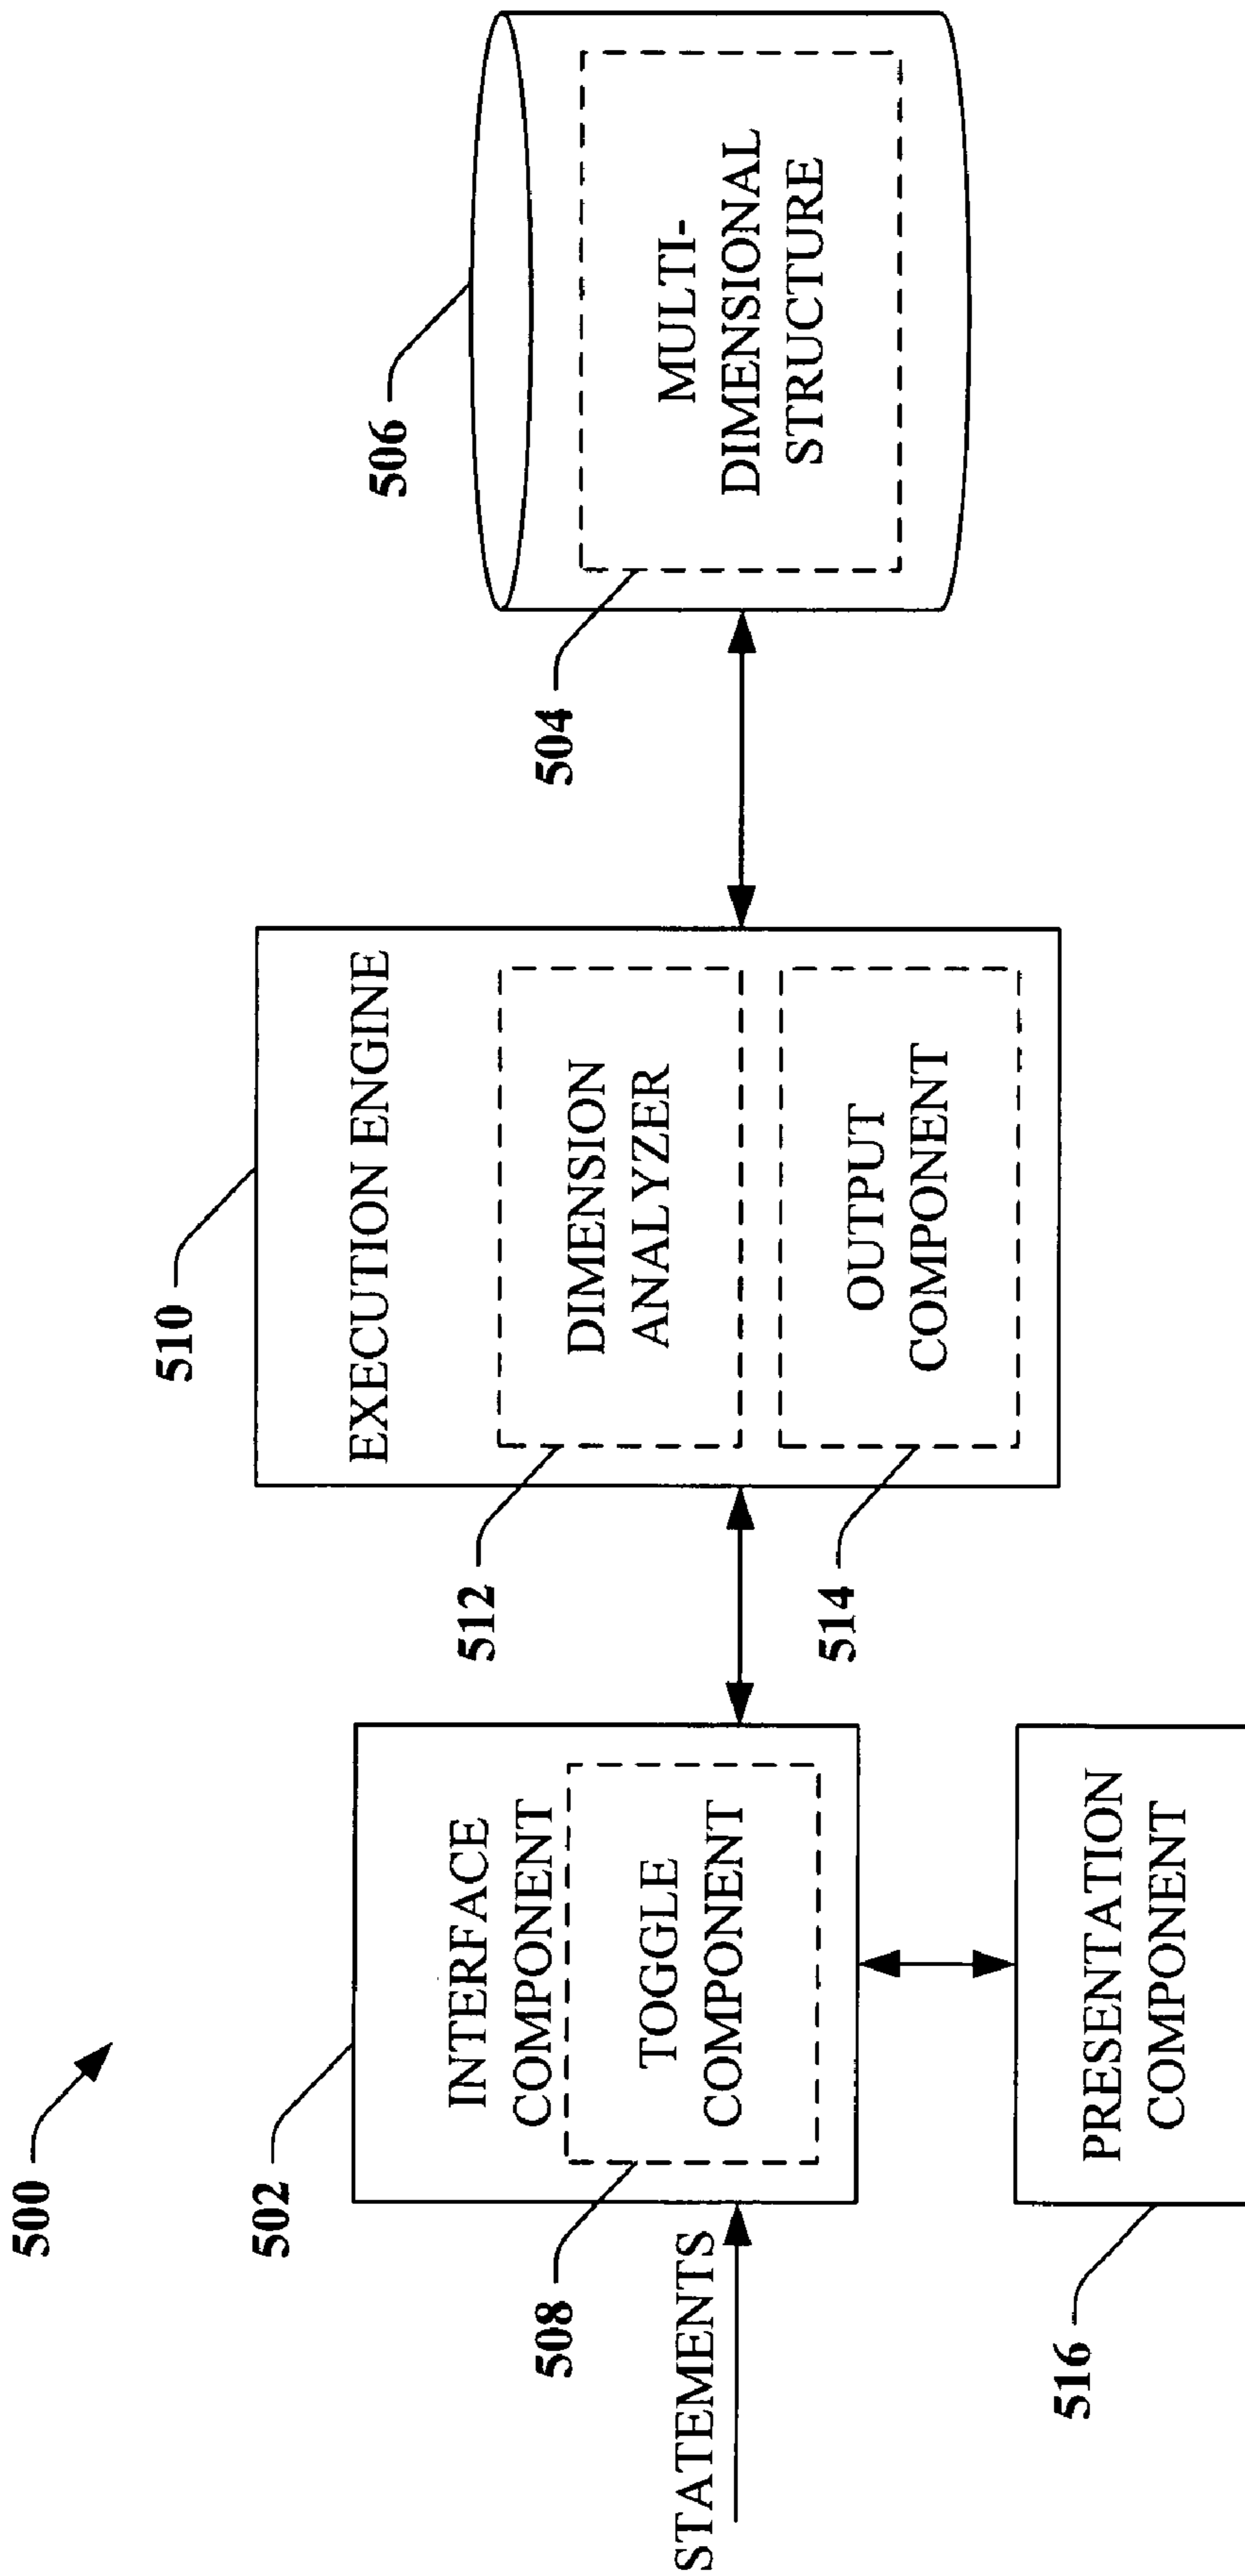 500
502
INTERFACE
COMPONENT
508
TOGGLE
COMPONENT
STATEMENTS
516
PRESENTATION
COMPONENT
510
EXECUTION ENGINE
512
DIMENSION
ANALYZER
514
OUTPUT
COMPONENT
506
504
MULTI-
DIMENSIONAL
STRUCTURE